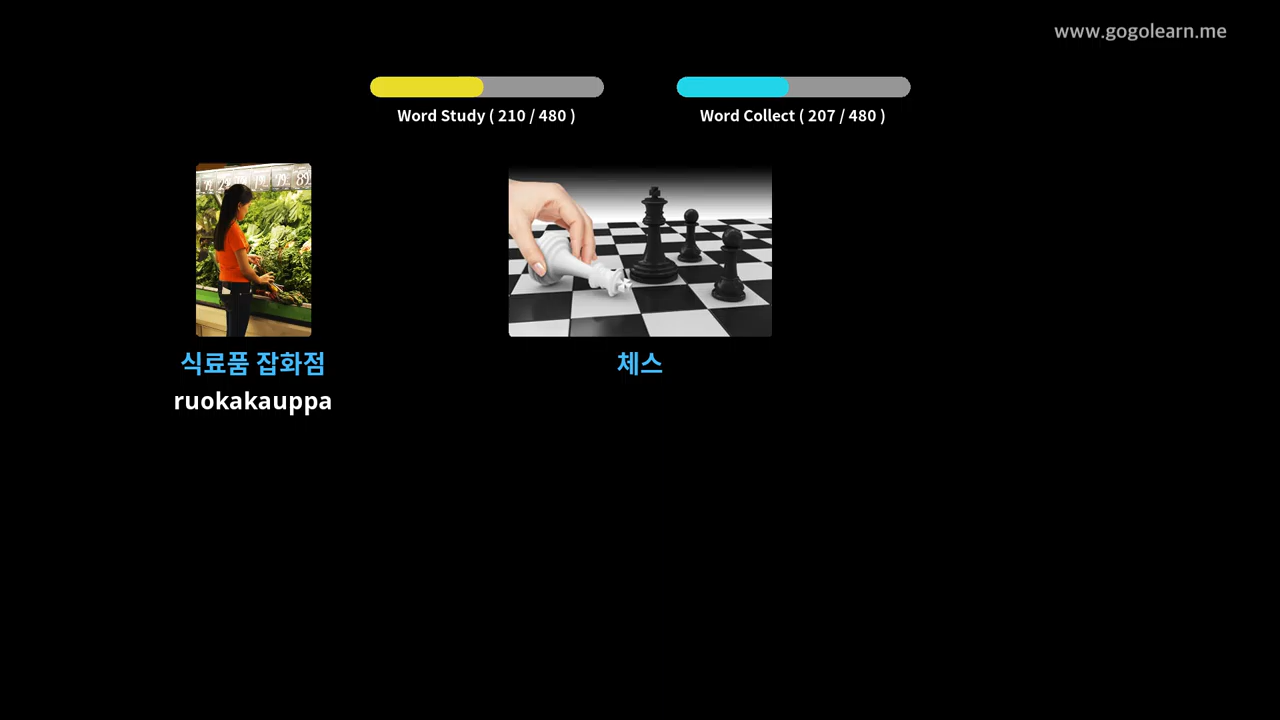 www.gogolearn.me
Word Study ( 210 / 480 )
Word Collect ( 207 / 480 )
식료품 잡화점
ruokakauppa
체스